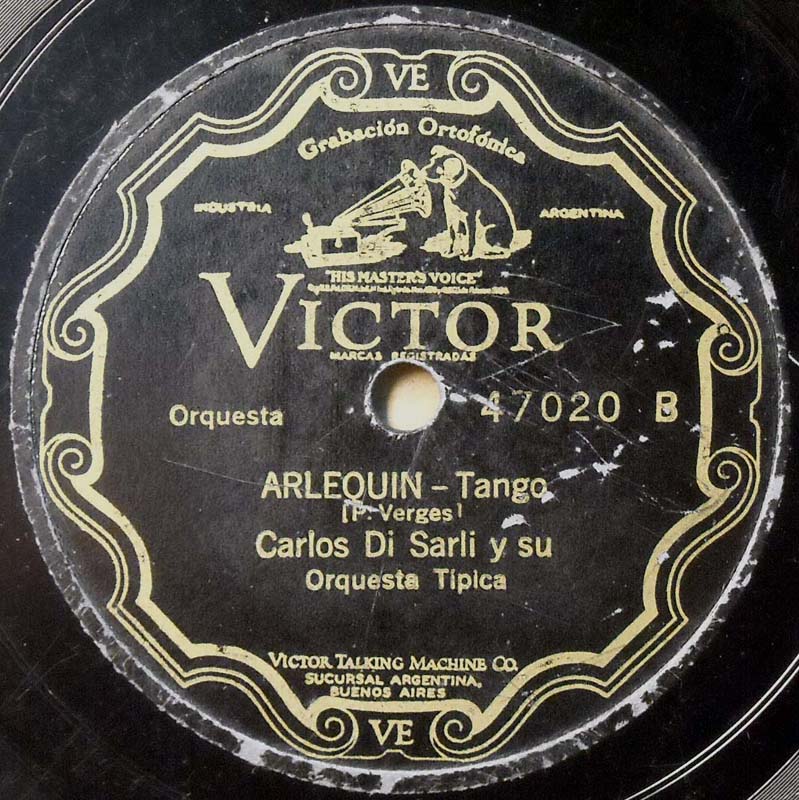 VE
Grabación Ortofónica
INDUSTRIA ARGENTINA
"HIS MASTER'S VOICE"
VICTOR
MARCAS REGISTRADAS
Orquesta 47020 B
ARLEQUIN – Tango
[P. Verges]
Carlos Di Sarli y su
Orquesta Típica
VICTOR TALKING MACHINE CO.
SUCURSAL ARGENTINA,
BUENOS AIRES
VE